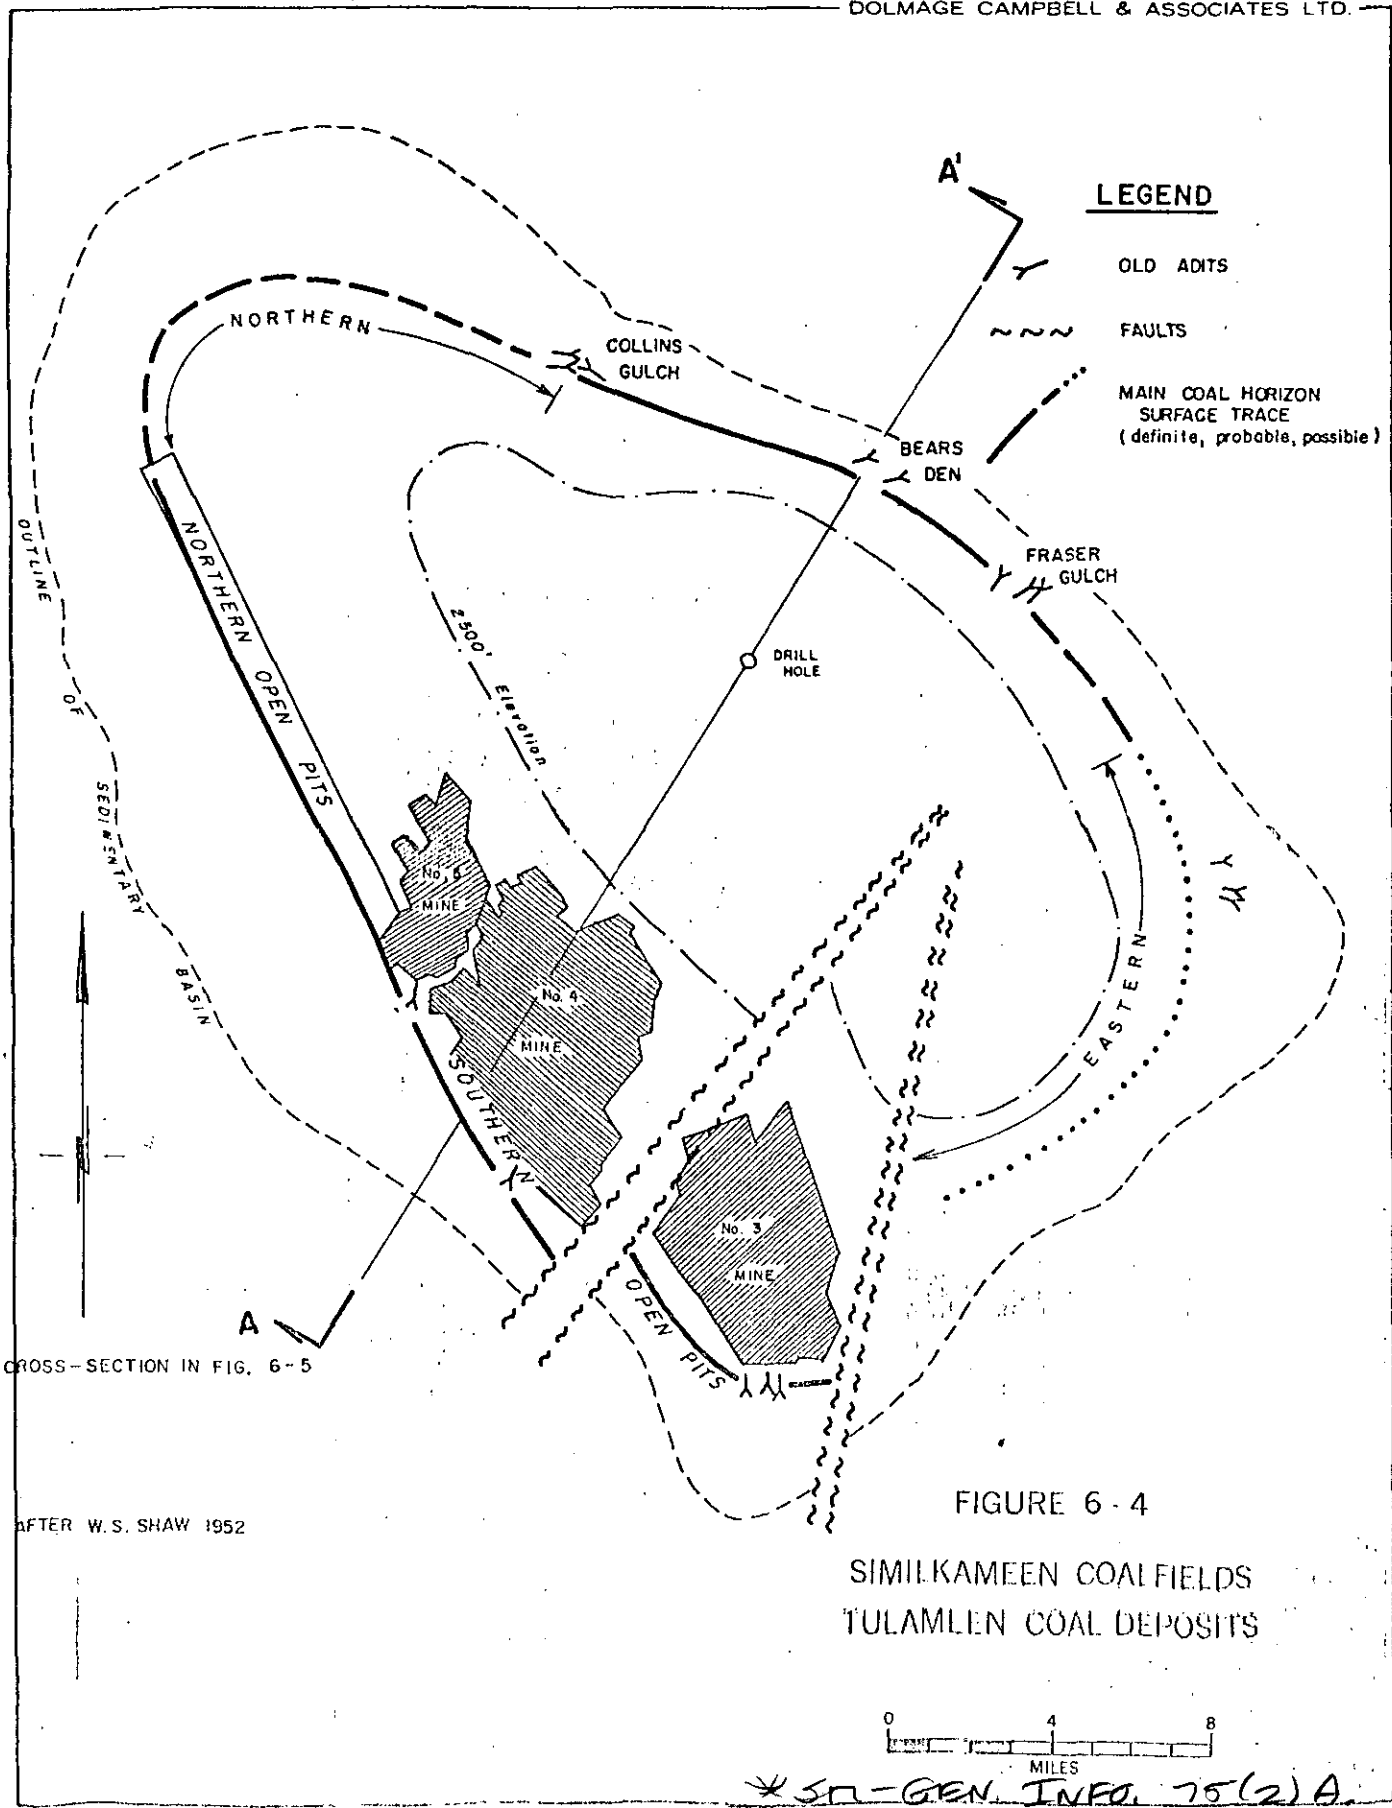 DOLMAGE CAMPBELL & ASSOCIATES LTD.
A'
LEGEND
OLD ADITS
FAULTS
MAIN COAL HORIZON
SURFACE TRACE
(definite, probable, possible)
NORTHERN
COLLINS
GULCH
BEARS
DEN
FRASER
GULCH
OUTLINE
OF
SEDIMENTARY
BASIN
NORTHERN OPEN PITS
2500' Elevation
DRILL
HOLE
MINE
No. 4
MINE
EASTERN
SOUTHERN
OPEN
PITS
No. 3
MINE
A
CROSS-SECTION IN FIG. 6-5
AFTER W.S. SHAW 1952
FIGURE 6-4
SIMILKAMEEN COALFIELDS
TULAMEEN COAL DEPOSITS
0 4 8
MILES
GEN. INFO. 75(2)A.